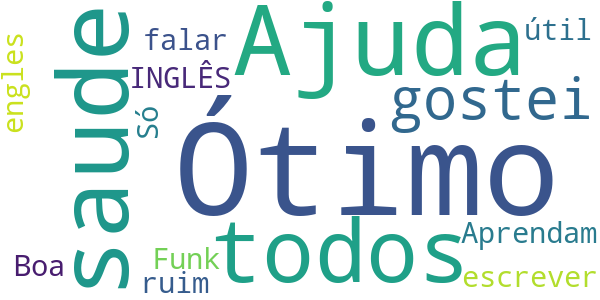 engles
saude
falar
INGLÊS
Só
Ajuda
útil
gostei
Ótimo
todos
Aprendam
Boa
Funk
ruim
escrever